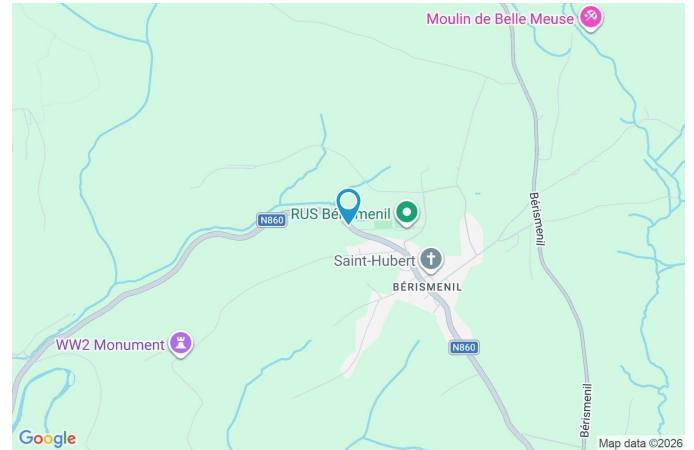 Moulin de Belle Meuse
Bérismenil
N860
RUS Bérismenil
Saint-Hubert
BÉRISMENIL
WW2 Monument
N860
Bérismenil
Google
Map data ©2026